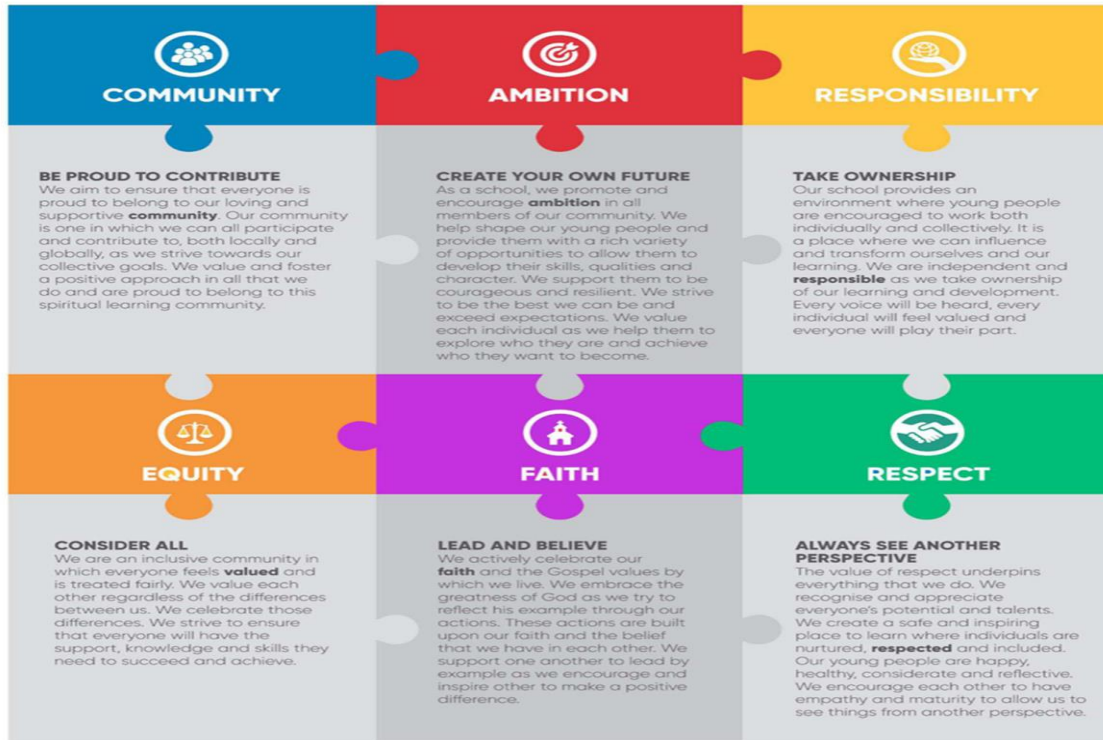 COMMUNITY
BE PROUD TO CONTRIBUTE
We aim to ensure that everyone is
proud to belong to our loving and
supportive community. Our community
is one in which we can all participate
and contribute to, both locally and
globally, as we strive towards our
collective goals. We value and foster
a positive approach in all that we
do and are proud to belong to this
spiritual learning community.
AMBITION
CREATE YOUR OWN FUTURE
As a school, we promote and
encourage ambition in all
members of our community. We
help shape our young people and
provide them with a rich variety
of opportunities to allow them to
develop their skills, qualities and
character. We support them to be
courageous and resilient. We strive
to be the best we can be and
exceed expectations. We value
each individual as we help them to
explore who they are and achieve
who they want to become.
RESPONSIBILITY
TAKE OWNERSHIP
Our school provides an
environment where young people
are encouraged to work both
individually and collectively. It is
a place where we can influence
and transform ourselves and our
learning. We are independent and
responsible as we take ownership
of our learning and development.
Every voice will be heard, every
individual will feel valued and
everyone will play their part.
EQUITY
CONSIDER ALL
We are an inclusive community in
which everyone feels valued and
is treated fairly. We value each
other regardless of the differences
between us. We celebrate those
differences. We strive to ensure
that everyone will have the
support, knowledge and skills they
need to succeed and achieve.
FAITH
LEAD AND BELIEVE
We actively celebrate our
faith and the Gospel values by
which we live. We embrace the
greatness of God as we try to
reflect his example through our
actions. These actions are built
upon our faith and the belief
that we have in each other. We
support one another to lead by
example as we encourage and
inspire other to make a positive
difference.
RESPECT
ALWAYS SEE ANOTHER
PERSPECTIVE
The value of respect underpins
everything that we do. We
recognise and appreciate
everyone's potential and talents.
We create a safe and inspiring
place to learn where individuals are
nurtured, respected and included.
Our young people are happy,
healthy, considerate and reflective.
We encourage each other to have
empathy and maturity to allow us to
see things from another perspective.